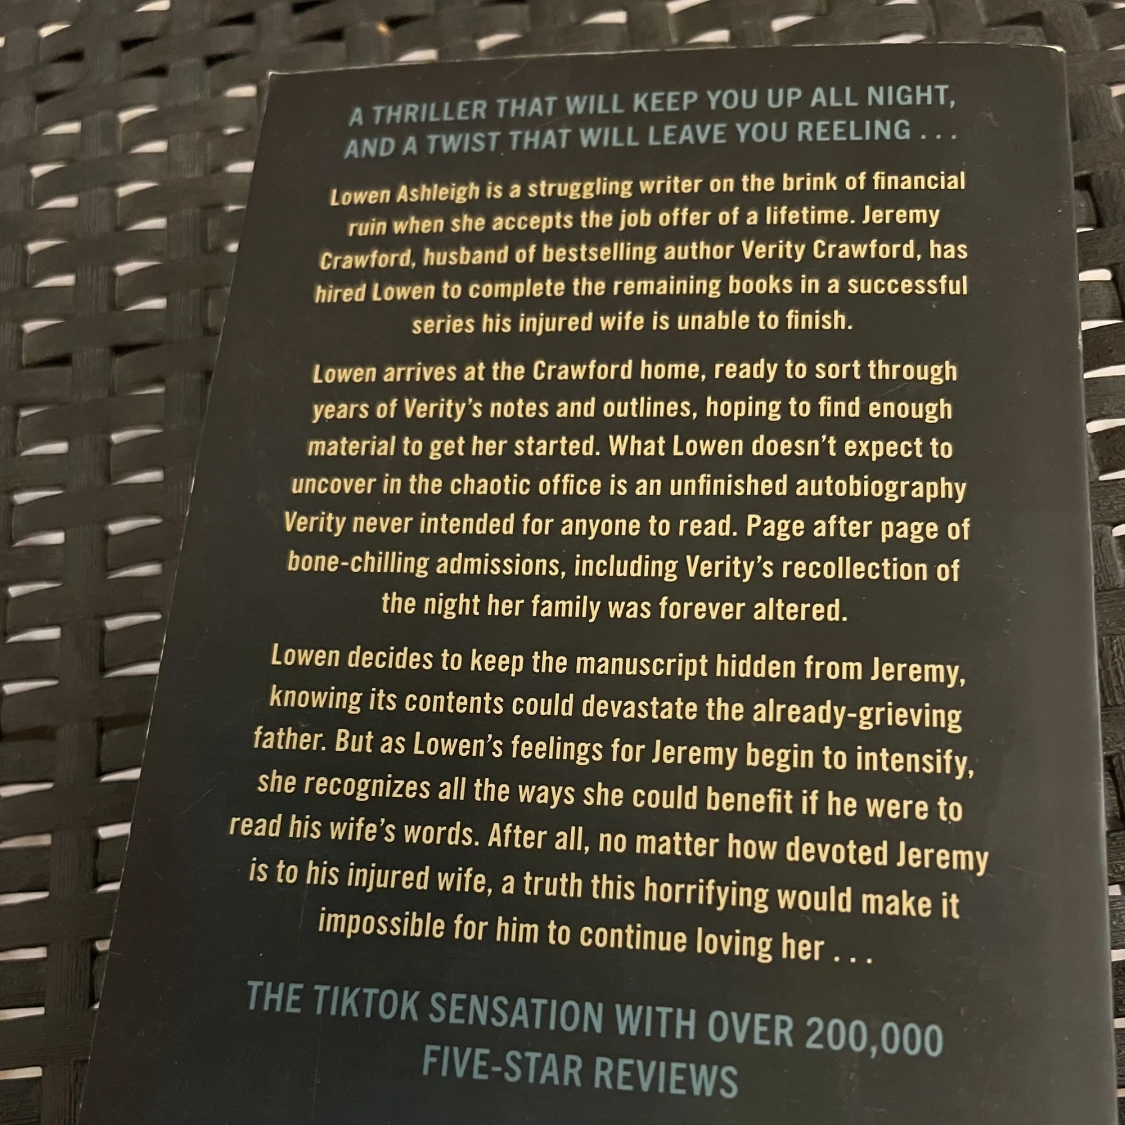 A THRILLER THAT WILL KEEP YOU UP ALL NIGHT,
AND A TWIST THAT WILL LEAVE YOU REELING . . .
Lowen Ashleigh is a struggling writer on the brink of financial
ruin when she accepts the job offer of a lifetime. Jeremy
Crawford, husband of bestselling author Verity Crawford, has
hired Lowen to complete the remaining books in a successful
series his injured wife is unable to finish.
Lowen arrives at the Crawford home, ready to sort through
years of Verity’s notes and outlines, hoping to find enough
material to get her started. What Lowen doesn’t expect to
uncover in the chaotic office is an unfinished autobiography
Verity never intended for anyone to read. Page after page of
bone-chilling admissions, including Verity’s recollection of
the night her family was forever altered.
Lowen decides to keep the manuscript hidden from Jeremy,
knowing its contents could devastate the already-grieving
father. But as Lowen’s feelings for Jeremy begin to intensify,
she recognizes all the ways she could benefit if he were to
read his wife’s words. After all, no matter how devoted Jeremy
is to his injured wife, a truth this horrifying would make it
impossible for him to continue loving her . . .
THE TIKTOK SENSATION WITH OVER 200,000
FIVE-STAR REVIEWS